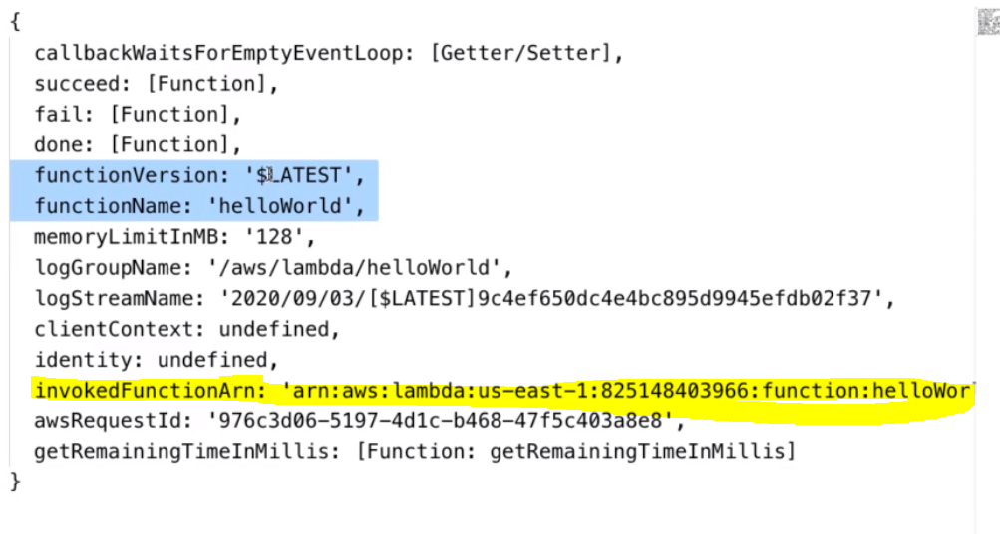 {
callbackWaitsForEmptyEventLoop: [Getter/Setter],
succeed: [Function],
fail: [Function],
done: [Function],
functionVersion: '$LATEST',
functionName: 'helloWorld',
memoryLimitInMB: '128',
logGroupName: '/aws/lambda/helloWorld',
logStreamName: '2020/09/03/[$LATEST]9c4ef650dc4e4bc895d9945efdb02f37',
clientContext: undefined,
identity: undefined,
invokedFunctionArn: 'arn:aws:lambda:us-east-1:825148403966:function:helloWor
awsRequestId: '976c3d06-5197-4d1c-b468-47f5c403a8e8',
getRemainingTimeInMillis: [Function: getRemainingTimeInMillis]
}